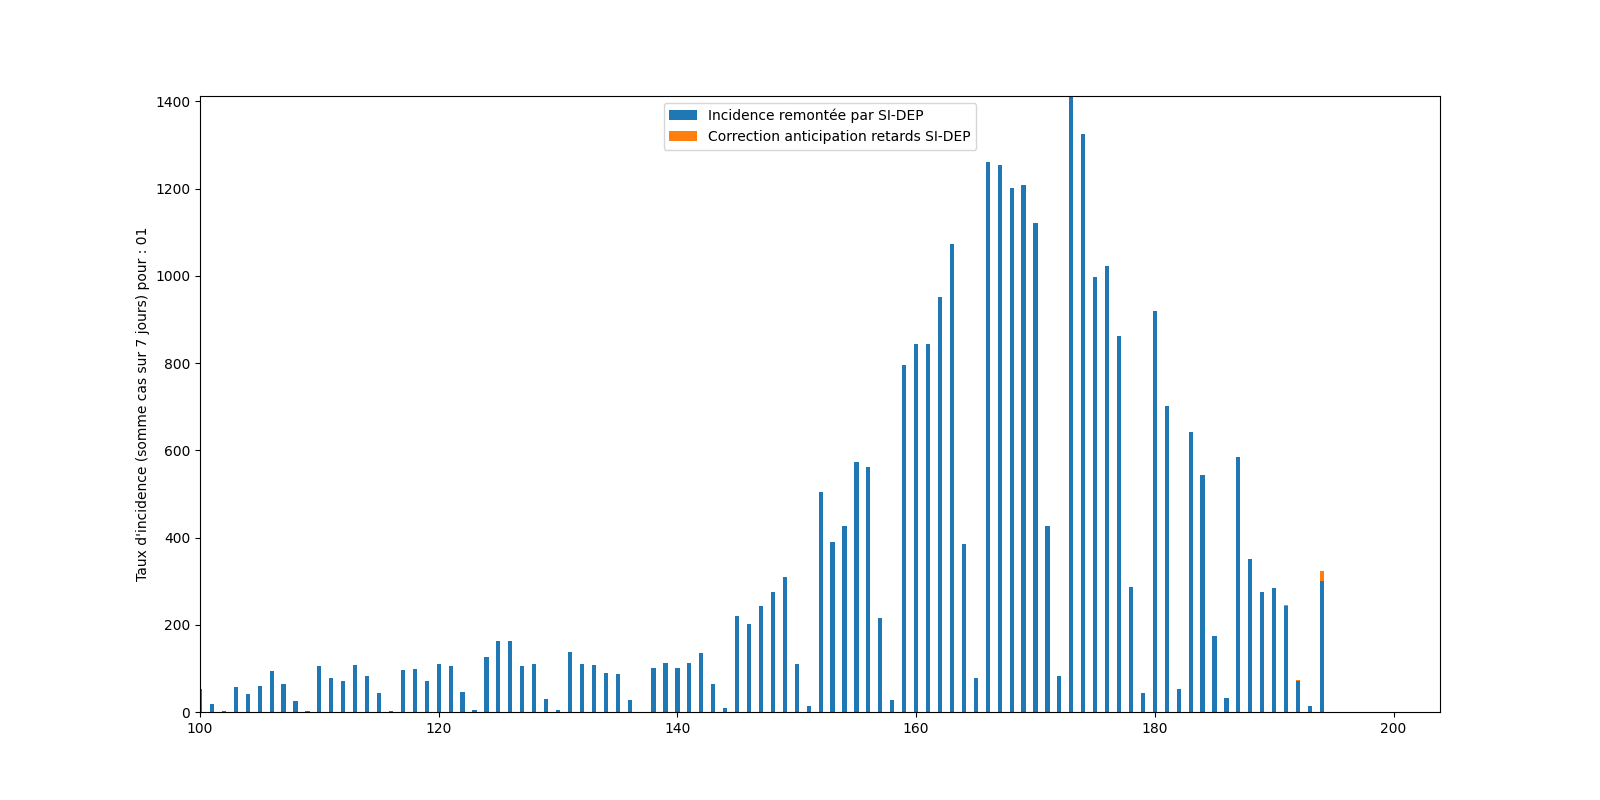 Incidence remontée par SI-DEP
Correction anticipation retards SI-DEP
Taux d'incidence (somme cas sur 7 jours) pour : 01
1400
1200
1000
800
600
400
200
0
100 120 140 160 180 200